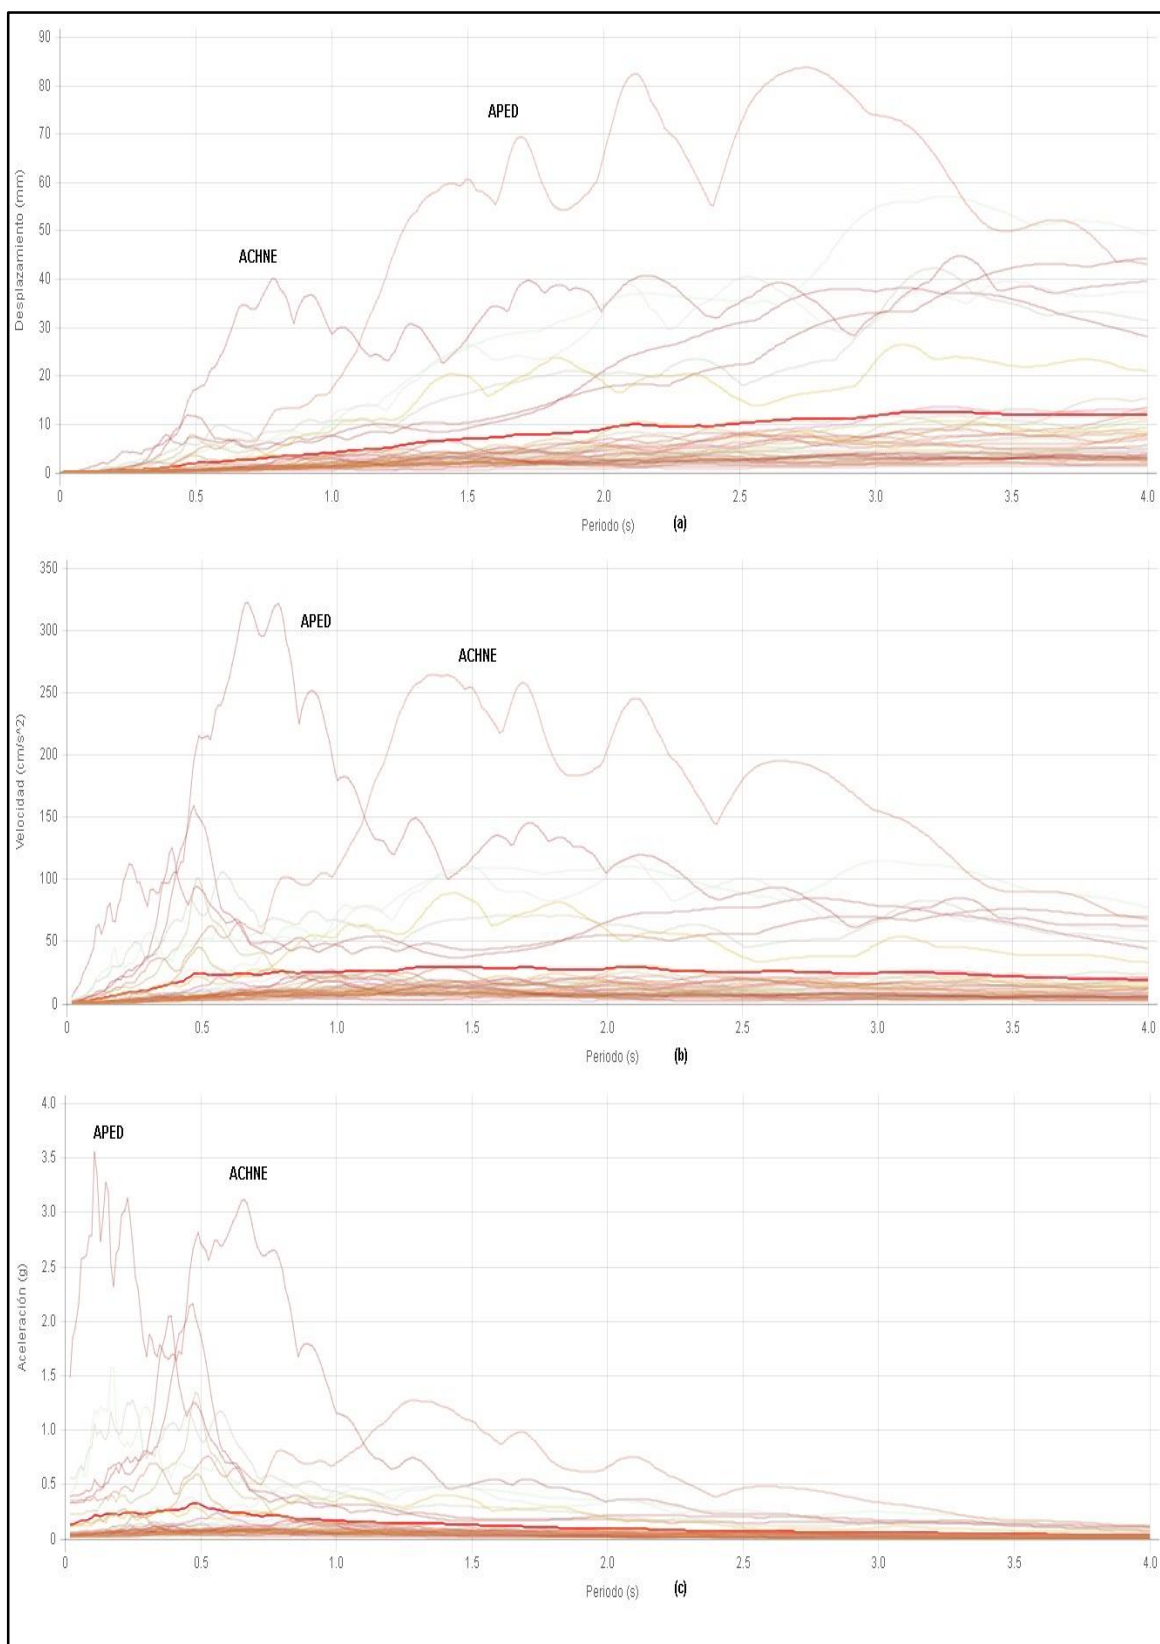 90
80
70
60
50
40
30
20
10
0
Desplazamiento (mm)
APED
ACHNE
0 0.5 1.0 1.5 2.0 2.5 3.0 3.5 4.0
Periodo (s) (a)
350
300
250
200
150
100
50
0
Velocidad (cm/s^2)
APED
ACHNE
0 0.5 1.0 1.5 2.0 2.5 3.0 3.5 4.0
Periodo (s) (b)
4.0
3.5
3.0
2.5
2.0
1.5
1.0
0.5
0
Aceleración (g)
APED
ACHNE
0 0.5 1.0 1.5 2.0 2.5 3.0 3.5 4.0
Periodo (s) (c)